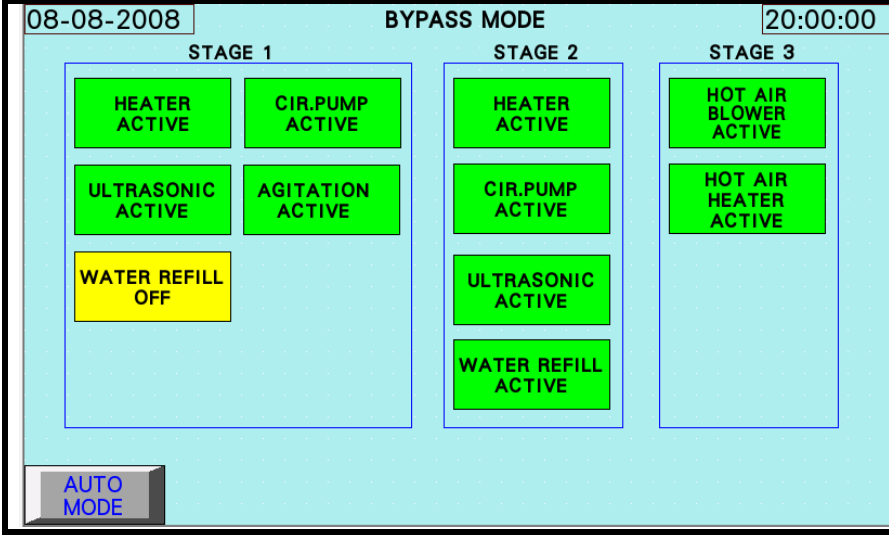 08-08-2008 BYPASS MODE 20:00:00
STAGE 1 STAGE 2 STAGE 3
HEATER
ACTIVE
CIR.PUMP
ACTIVE
ULTRASONIC
ACTIVE
AGITATION
ACTIVE
WATER REFILL
OFF
HEATER
ACTIVE
CIR.PUMP
ACTIVE
ULTRASONIC
ACTIVE
WATER REFILL
ACTIVE
HOT AIR
BLOWER
ACTIVE
HOT AIR
HEATER
ACTIVE
AUTO
MODE